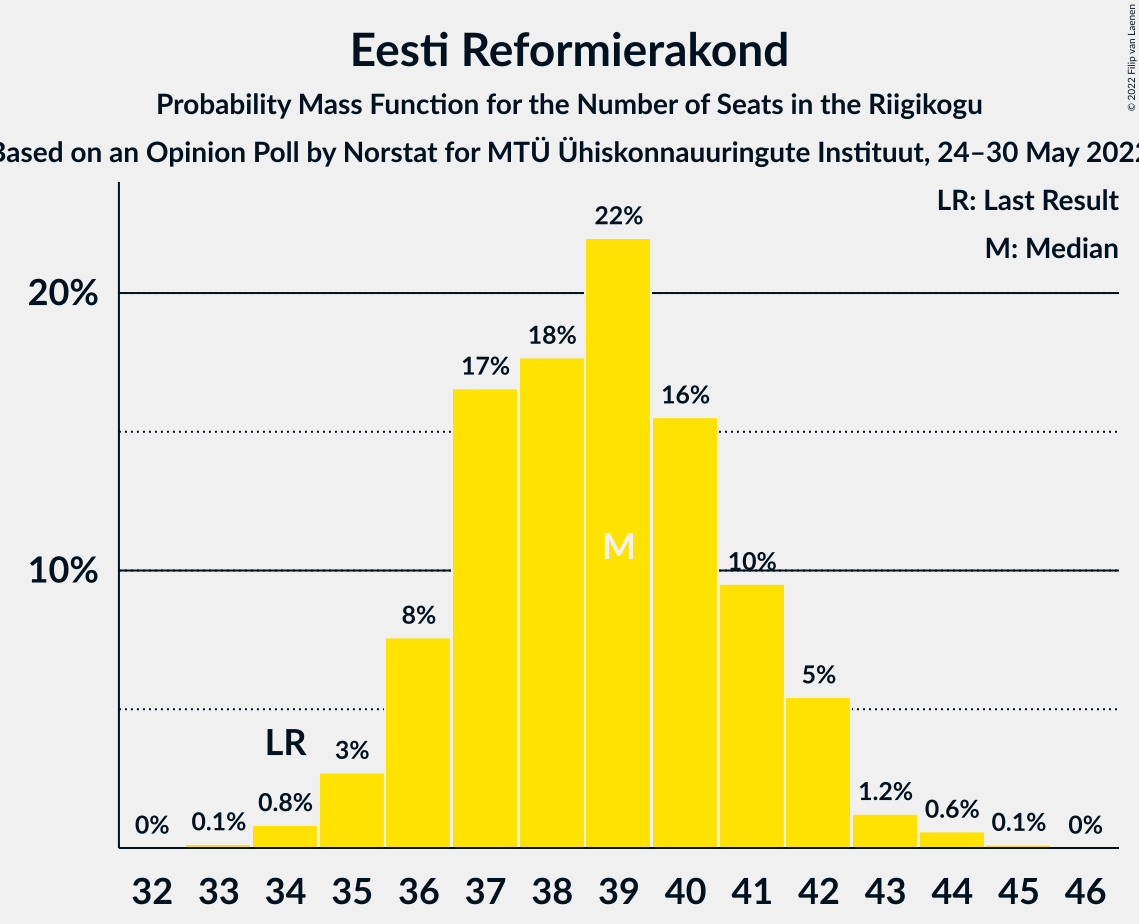 Eesti Reformierakond
Probability Mass Function for the Number of Seats in the Riigikogu
Based on an Opinion Poll by Norstat for MTÜ Ühiskonnauuringute Instituut, 24–30 May 2022
© 2022 Filip van Laenen
LR: Last Result
M: Median
20%
10%
0%
0.1%
0.8%
LR
3%
8%
17%
18%
22%
M
16%
10%
5%
1.2%
0.6%
0.1%
0%
32 33 34 35 36 37 38 39 40 41 42 43 44 45 46